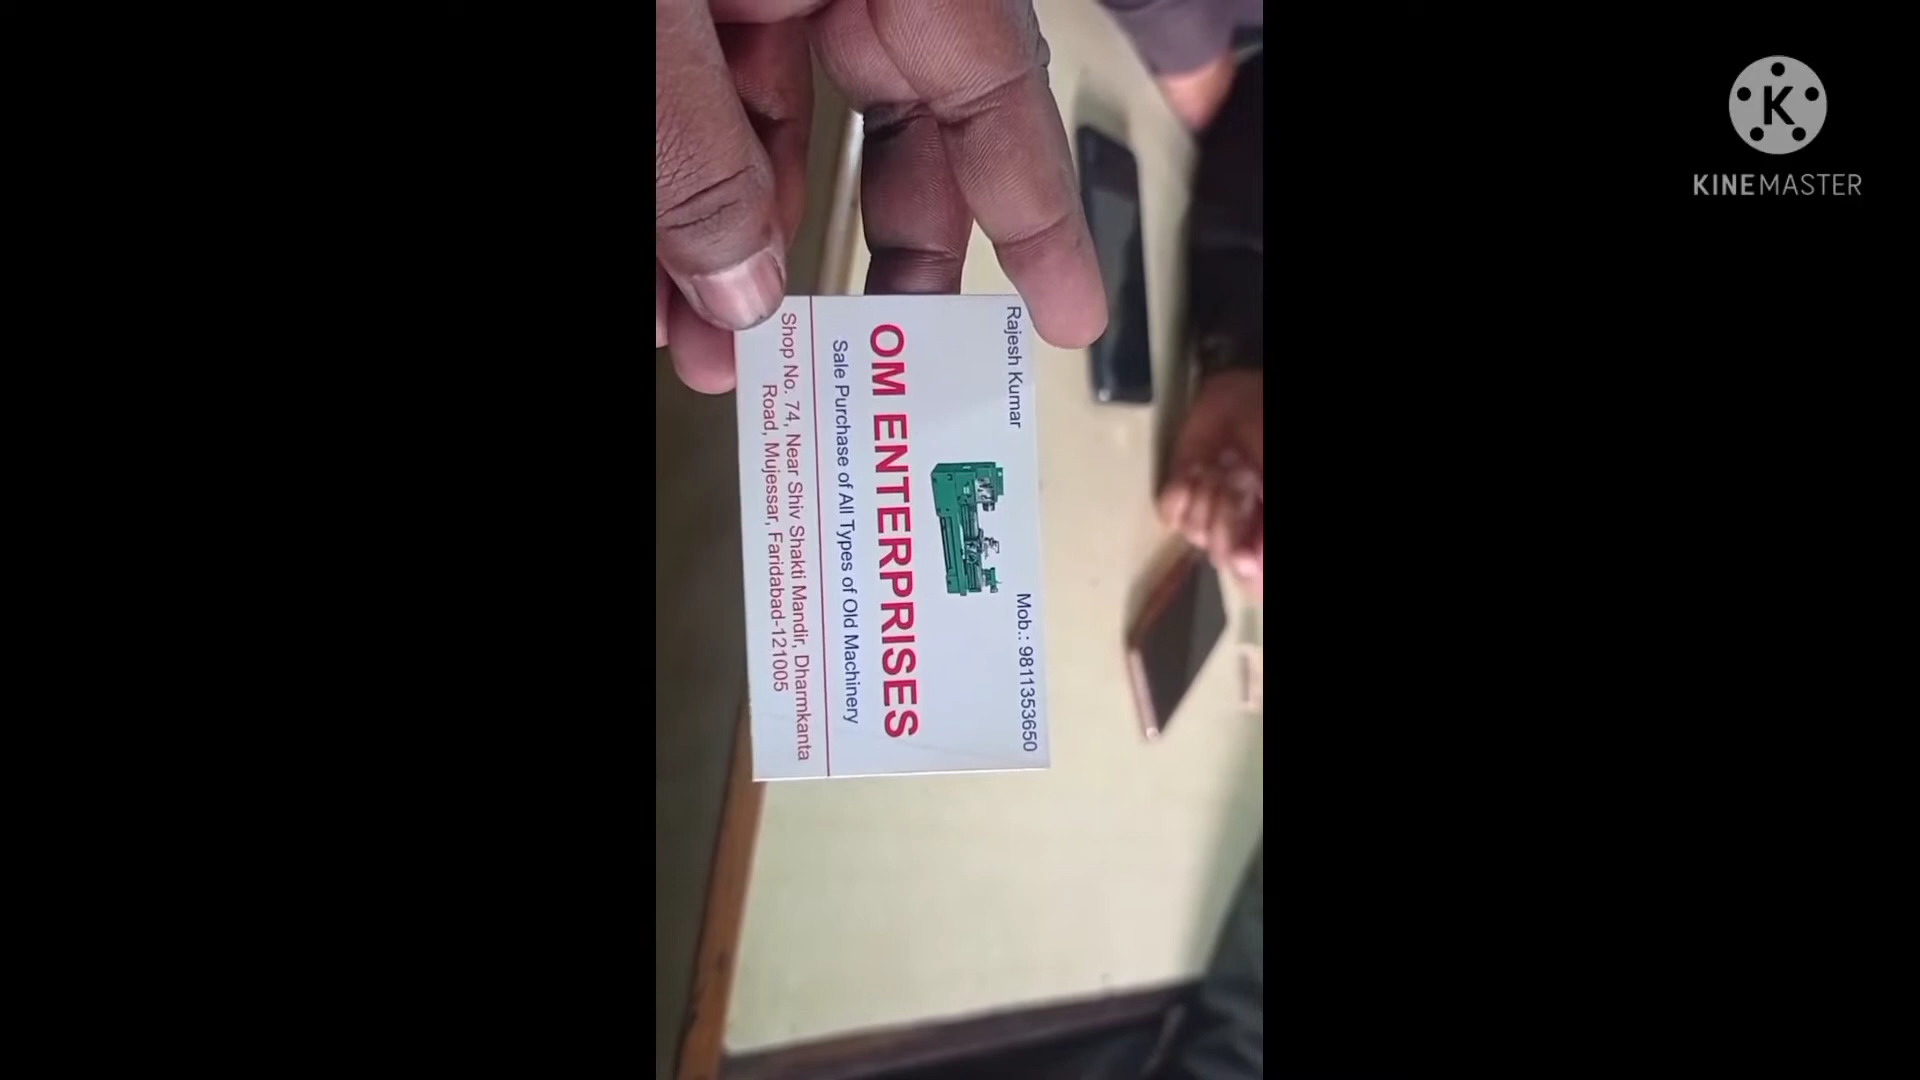 Rajesh Kumar
Mob.: 9811353650
OM ENTERPRISES
Sale Purchase of All Types of Old Machinery
Shop No. 74, Near Shiv Shakti Mandir, Dharmkanta
Road, Mujessar, Faridabad-121005
K
KINEMASTER